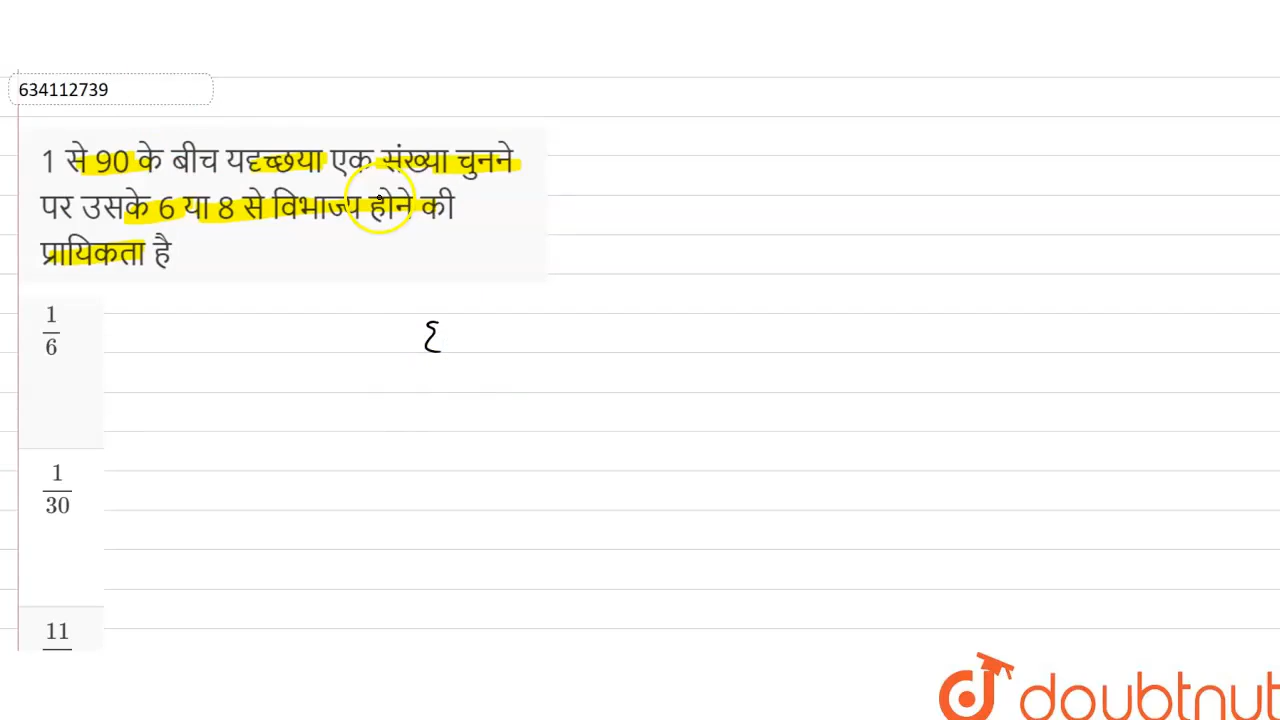 634112739
1 से 90 के बीच यदृच्छया एक संख्या चुनने
पर उसके 6 या 8 से विभाज्य होने की
प्रायिकता है
1
6
1
30
11
doubtnut